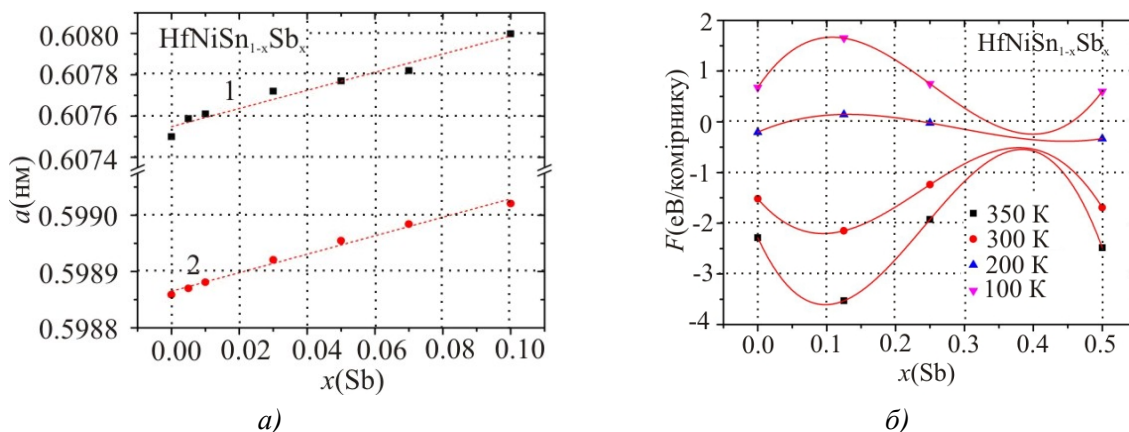 HfNiSn1-xSbx
0.6080
0.6078
0.6076
0.6074
0.5990
0.5989
0.5988
a(нм)
1
2
0.00 0.02 0.04 0.06 0.08 0.10
x(Sb)
а)
HfNiSn1-xSbx
2
1
0
-1
-2
-3
-4
F(еВ/комірнику)
350 К
300 К
200 К
100 К
0.0 0.1 0.2 0.3 0.4 0.5
x(Sb)
б)